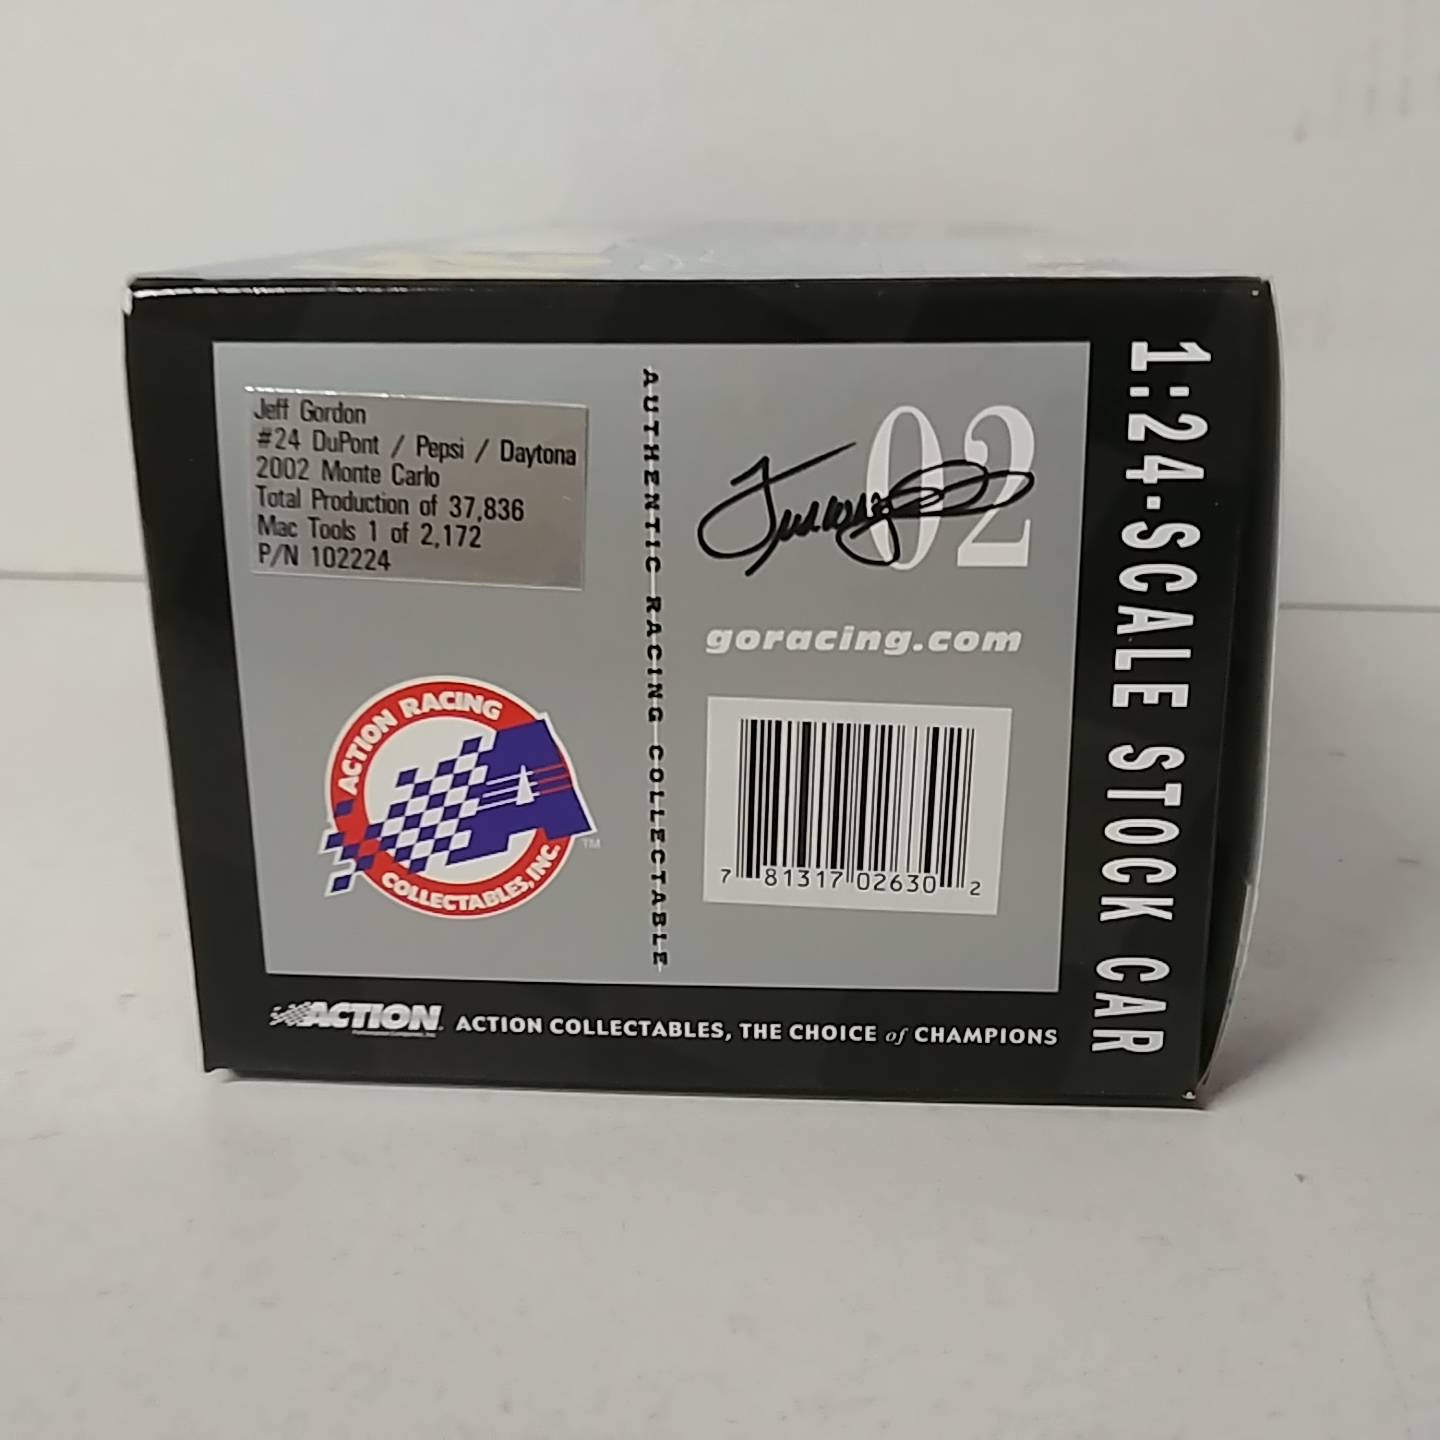 Jeff Gordon
#24 DuPont / Pepsi / Daytona
2002 Monte Carlo
Total Production of 37,836
Mac Tools 1 of 2,172
P/N 102224
AUTHENTIC RACING COLLECTABLE
02
goracing.com
7 81317 02630 2
ACTION RACING
COLLECTABLES, INC.
TM
1:24-SCALE STOCK CAR
ACTION
ACTION COLLECTABLES, THE CHOICE of CHAMPIONS